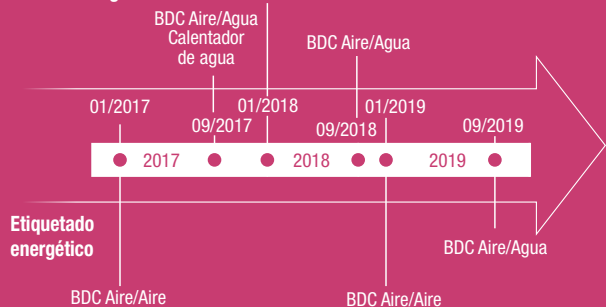 BDC Aire/Agua
Calentador
de agua
BDC Aire/Agua
01/2017
01/2018
01/2019
09/2017
09/2018
09/2019
2017
2018
2019
Etiquetado
energético
BDC Aire/Agua
BDC Aire/Aire
BDC Aire/Aire